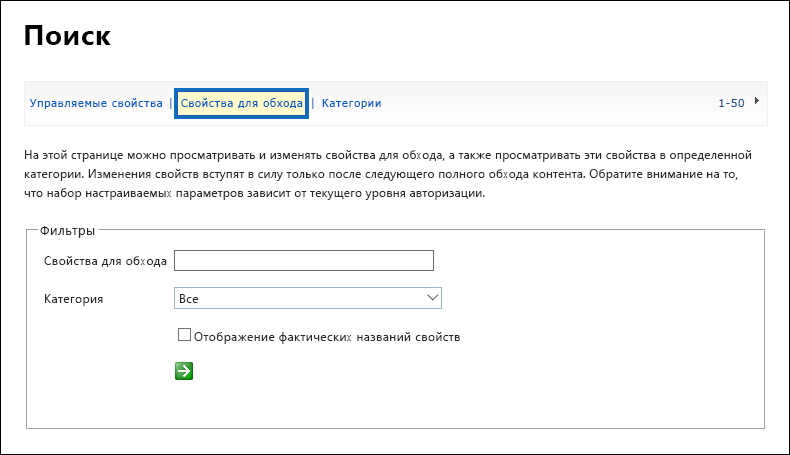 Поиск
Управляемые свойства | Свойства для обхода | Категории 1-50
На этой странице можно просматривать и изменять свойства для обхода, а также просматривать эти свойства в определенной
категории. Изменения свойств вступят в силу только после следующего полного обхода контента. Обратите внимание на то,
что набор настраиваемых параметров зависит от текущего уровня авторизации.
Фильтры
Свойства для обхода
Категория Все
Отображение фактических названий свойств